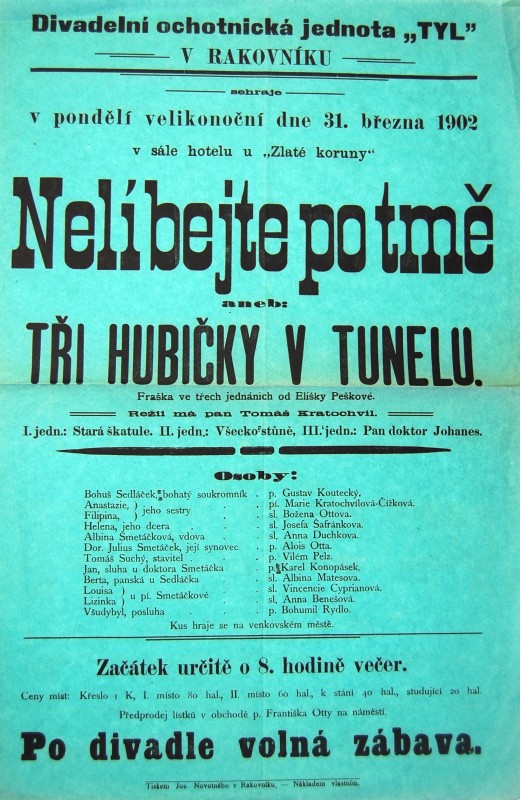 Divadelní ochotnická jednota „TYL”
V RAKOVNÍKU
sehraje
v pondělí velikonoční dne 31. března 1902
v sále hotelu u „Zlaté koruny“
Nelíbejte po tmě
aneb:
TŘI HUBIČKY V TUNELU.
Fraška ve třech jednáních od Elišky Peškové.
Režii má pan Tomáš Kratochvil.
I. jedn.: Stará škatule. II. jedn.: Všeckořstůně, III. jedn.: Pan doktor Johanes.
Osoby:
Bohuš Sedláček, bohatý soukromník . p. Gustav Koutecký.
Anastazie, ) jeho sestry . . pí. Marie Kratochvílová-Čížková.
Filipina, ) sl. Božena Ottova.
Helena, jeho dcera . . sl. Josefa Šafránkova.
Albina Smetáčková, vdova . . sl. Anna Duchkova.
Dor. Julius Smetáček, její synovec . p. Alois Otta.
Tomáš Suchý, stavitel . . p. Vilém Pelz.
Jan, sluha u doktora Smetáčka . p. Karel Konopásek.
Berta, panská u Sedláčka . sl. Albina Matesova.
Louisa ) u pí. Smetáčkové . sl. Vincencie Cyprianová.
Lizinka ) . sl. Anna Benešová.
Všudybyl, posluha . . . p. Bohumil Rydlo.
Kus hraje se na venkovském městě.
Začátek určitě o 8. hodině večer.
Ceny míst: Křeslo 1 K, I. místo 80 hal., II. místo 60 hal., k stání 40 hal., studující 20 hal.
Předprodej lístků v obchodě p. Františka Otty na náměstí.
Po divadle volná zábava.
Tiskem Jos. Novotného v Rakovníku, — Nákladem vlastním.